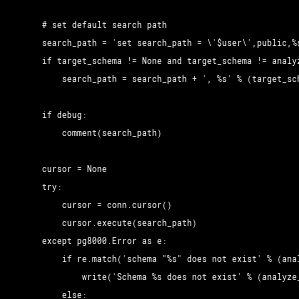 # set default search path
search_path = 'set search_path = \'$user\',public,%s
if target_schema != None and target_schema != analyz
search_path = search_path + ', %s' % (target_sch
if debug:
comment(search_path)
cursor = None
try:
cursor = conn.cursor()
cursor.execute(search_path)
except pg8000.Error as e:
if re.match('schema "%s" does not exist' % (anal
write('Schema %s does not exist' % (analyze_
else: